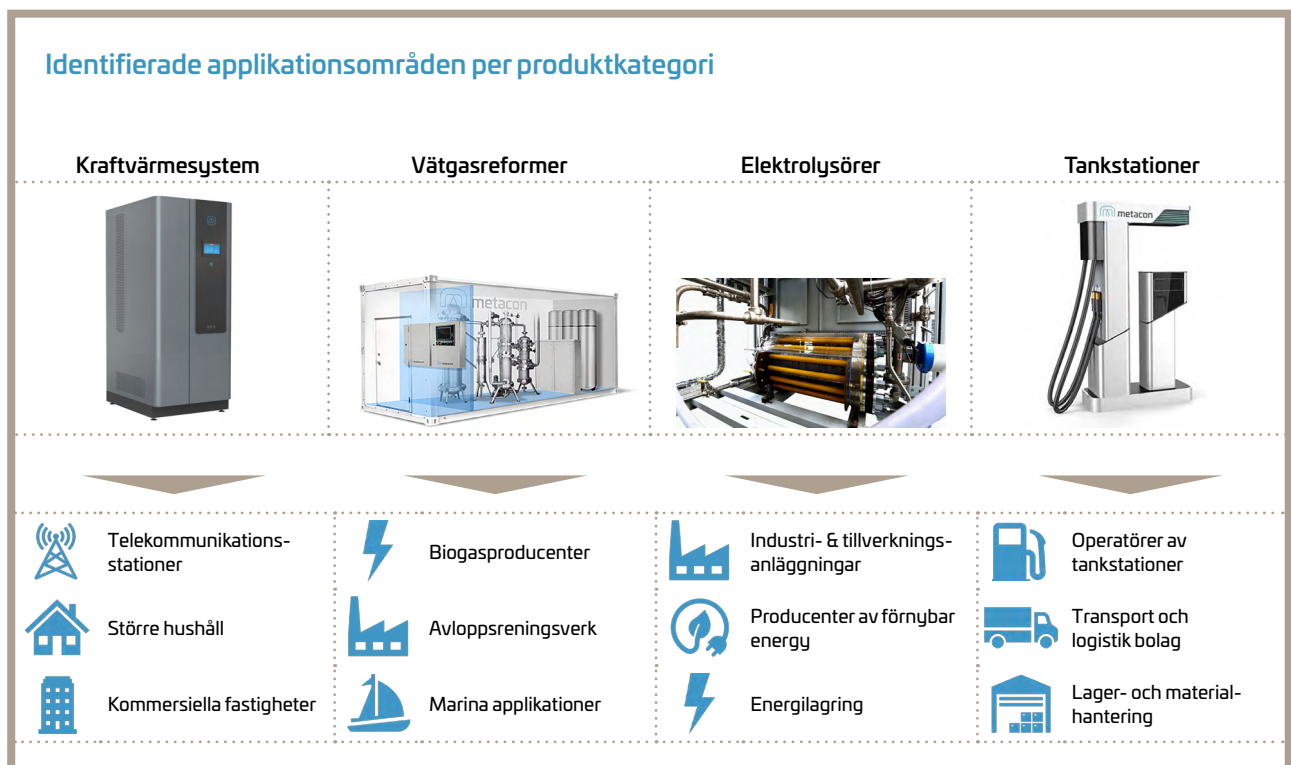 Identifierade applikationsområden per produktkategori
Kraftvärmesystem
Vätgasreformer
Elektrolysörer
Tankstationer
metacon
metacon
Telekommunikations-
stationer
Större hushåll
Kommersiella fastigheter
Biogasproducenter
Avloppsreningsverk
Marina applikationer
Industri- & tillverknings-
anläggningar
Producenter av förnybar
energy
Energilagring
Operatörer av
tankstationer
Transport och
logistik bolag
Lager- och material-
hantering